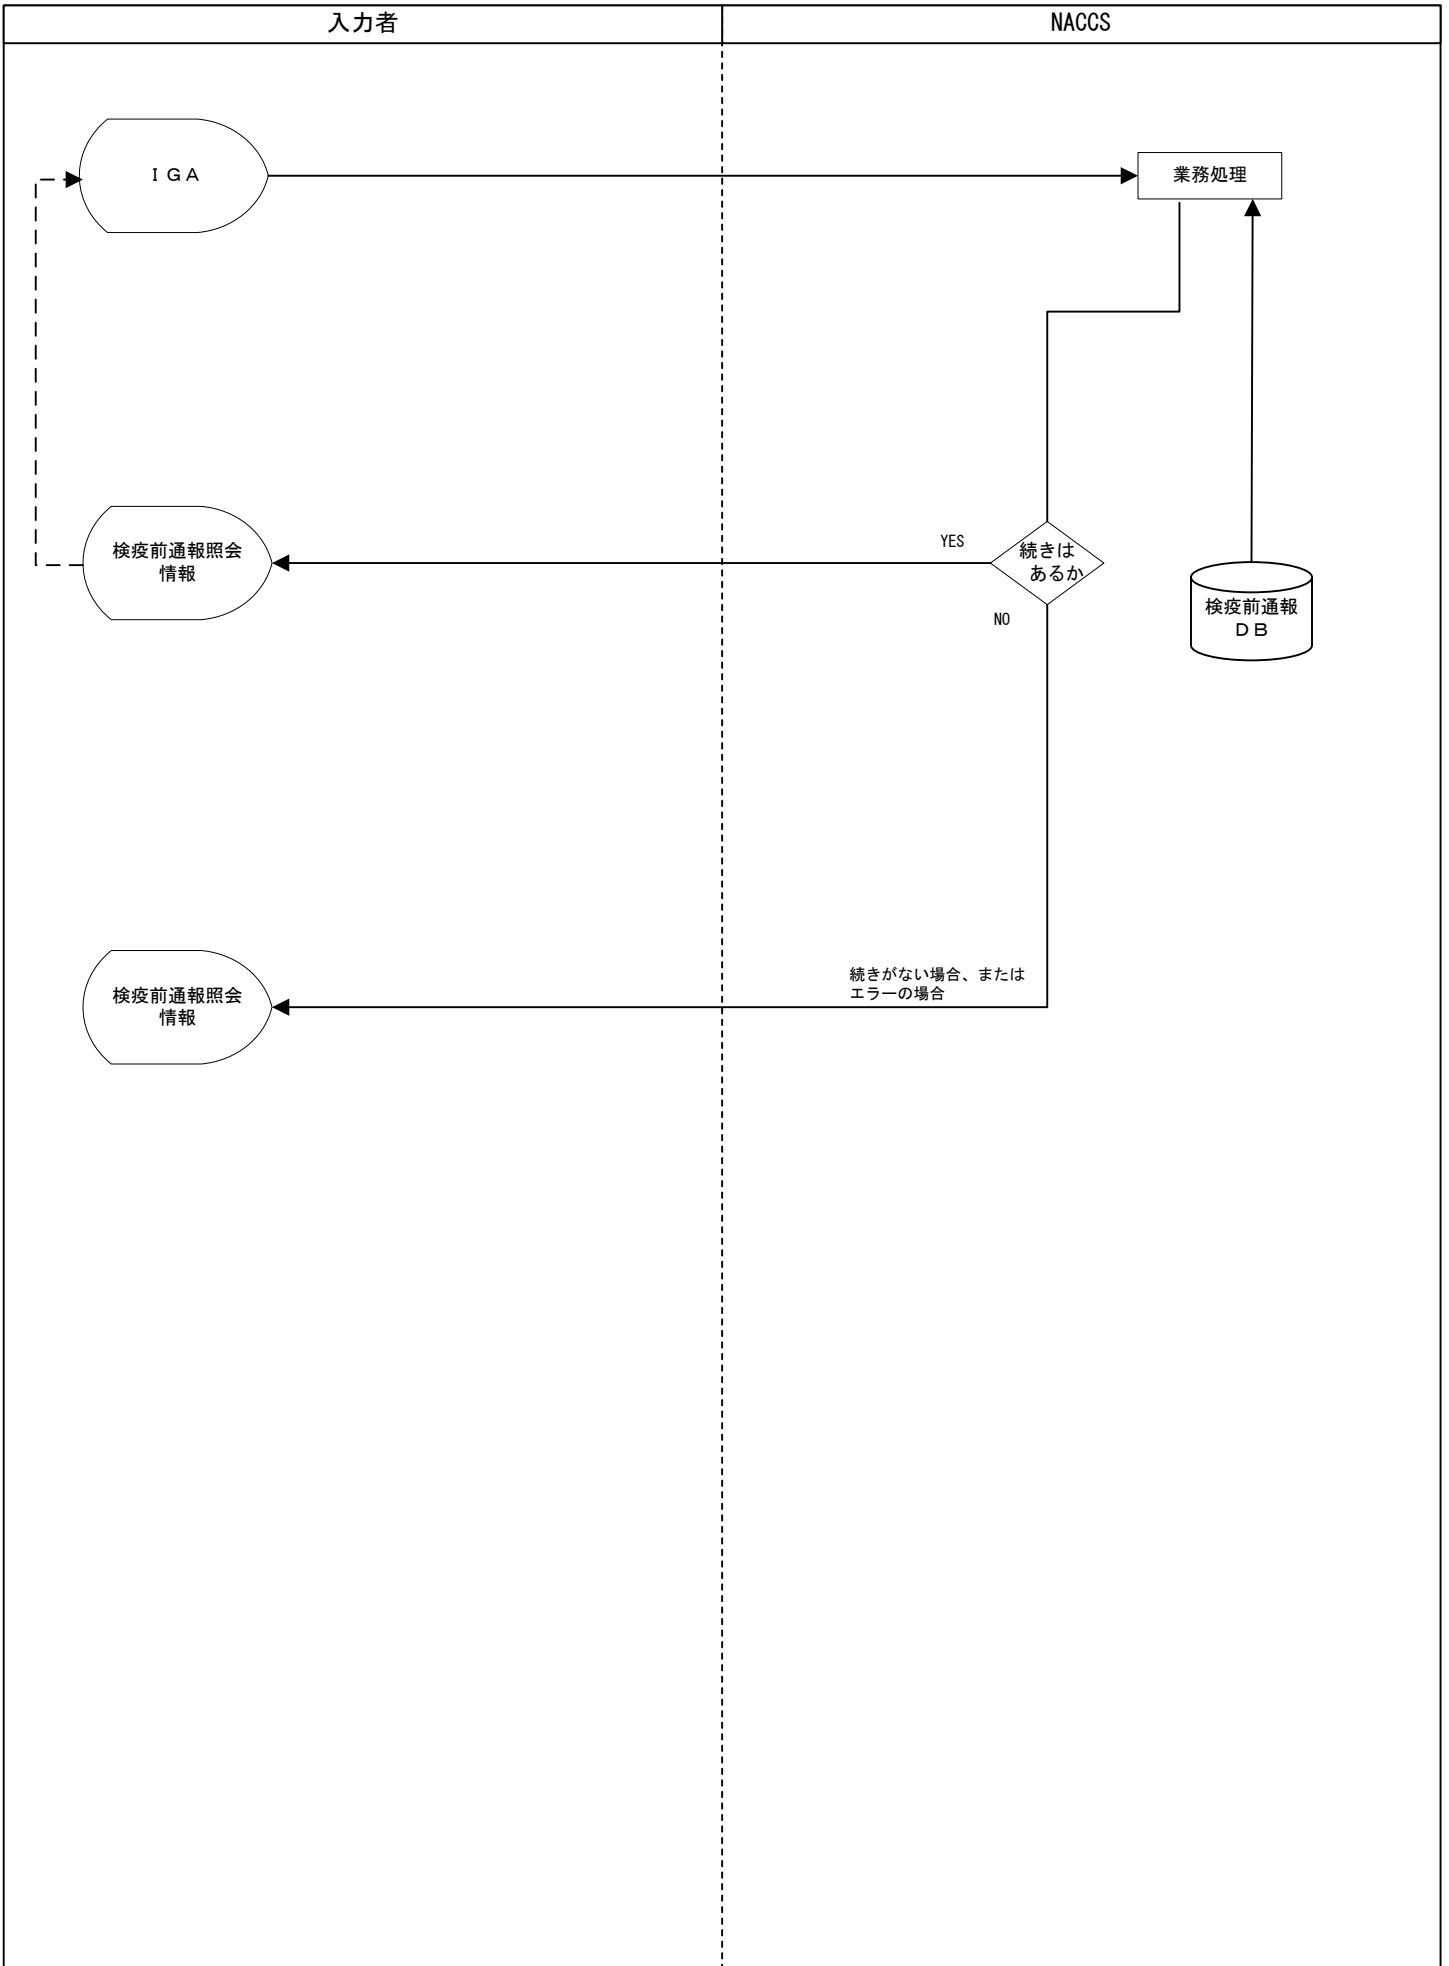 入力者
NACCS
ＩＧＡ
業務処理
検疫前通報照会
情報
YES
続きは
あるか
NO
検疫前通報
ＤＢ
続きがない場合、または
エラーの場合
検疫前通報照会
情報